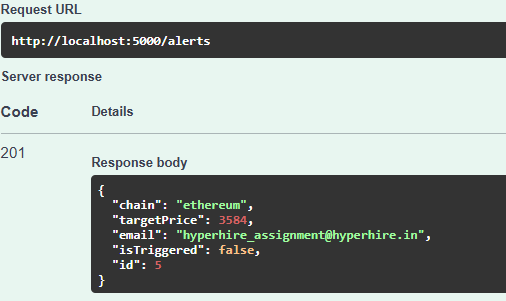 Request URL
http://localhost:5000/alerts
Server response
Code Details
201
Response body
{
"chain": "ethereum",
"targetPrice": 3584,
"email": "hyperhire_assignment@hyperhire.in",
"isTriggered": false,
"id": 5
}